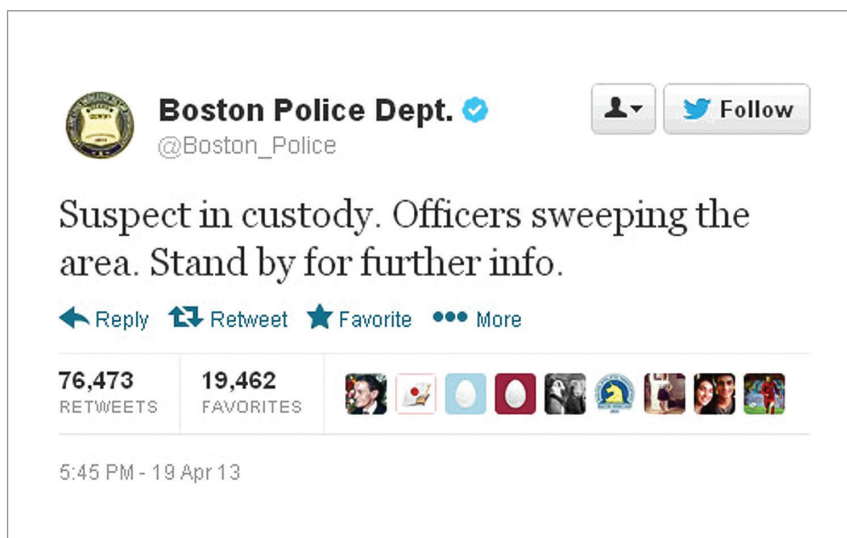 Boston Police Dept.
Follow
@Boston_Police
Suspect in custody. Officers sweeping the
area. Stand by for further info.
Reply Retweet Favorite More
76,473 19,462
RETWEETS FAVORITES
5:45 PM - 19 Apr 13